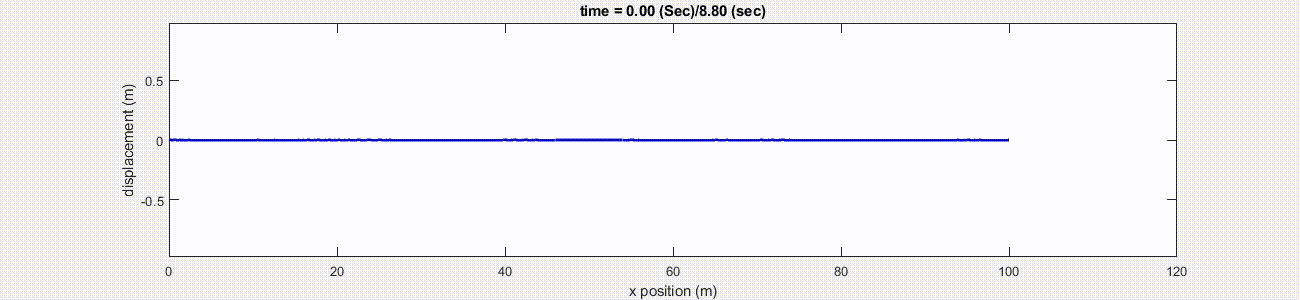 time = 0.00 (Sec)/8.80 (sec)
displacement (m)
0.5
0
-0.5
0 20 40 60 80 100 120
x position (m)